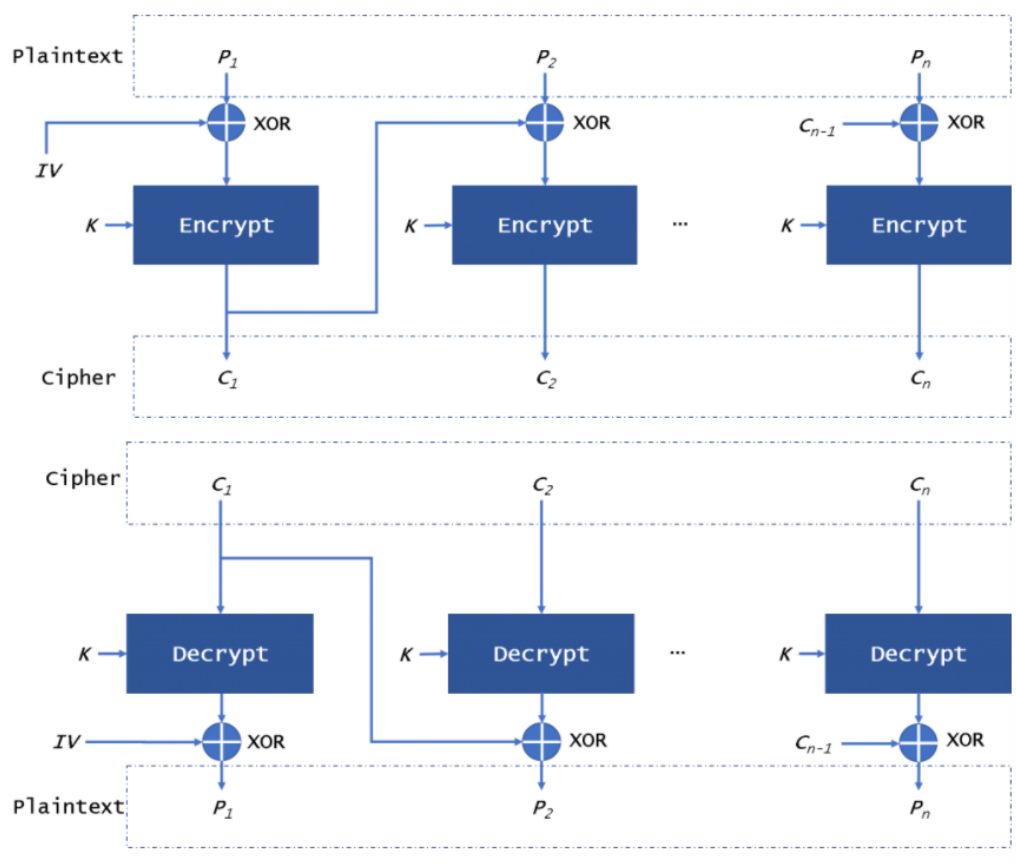 Plaintext P₁ P₂ Pₙ
XOR XOR Cₙ₋₁ XOR
IV
K Encrypt K Encrypt ... K Encrypt
Cipher C₁ C₂ Cₙ
Cipher C₁ C₂ Cₙ
K Decrypt K Decrypt ... K Decrypt
IV XOR XOR Cₙ₋₁ XOR
Plaintext P₁ P₂ Pₙ